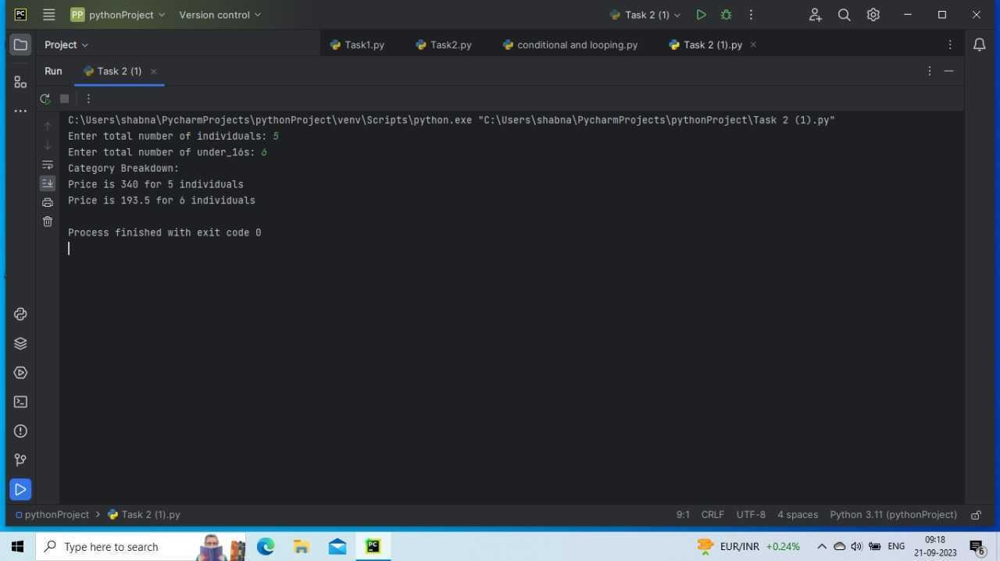 PC PP pythonProject Version control Task 2 (1)
Project Task1.py Task2.py conditional and looping.py Task 2 (1).py
Run Task 2 (1)
C:\Users\shabna\PycharmProjects\pythonProject\venv\Scripts\python.exe "C:\Users\shabna\PycharmProjects\pythonProject\Task 2 (1).py"
Enter total number of individuals: 5
Enter total number of under_16s: 6
Category Breakdown:
Price is 340 for 5 individuals
Price is 193.5 for 6 individuals
Process finished with exit code 0
pythonProject > Task 2 (1).py 9:1 CRLF UTF-8 4 spaces Python 3.11 (pythonProject)
Type here to search PC EUR/INR +0.24% ENG 09:18
21-09-2023 6